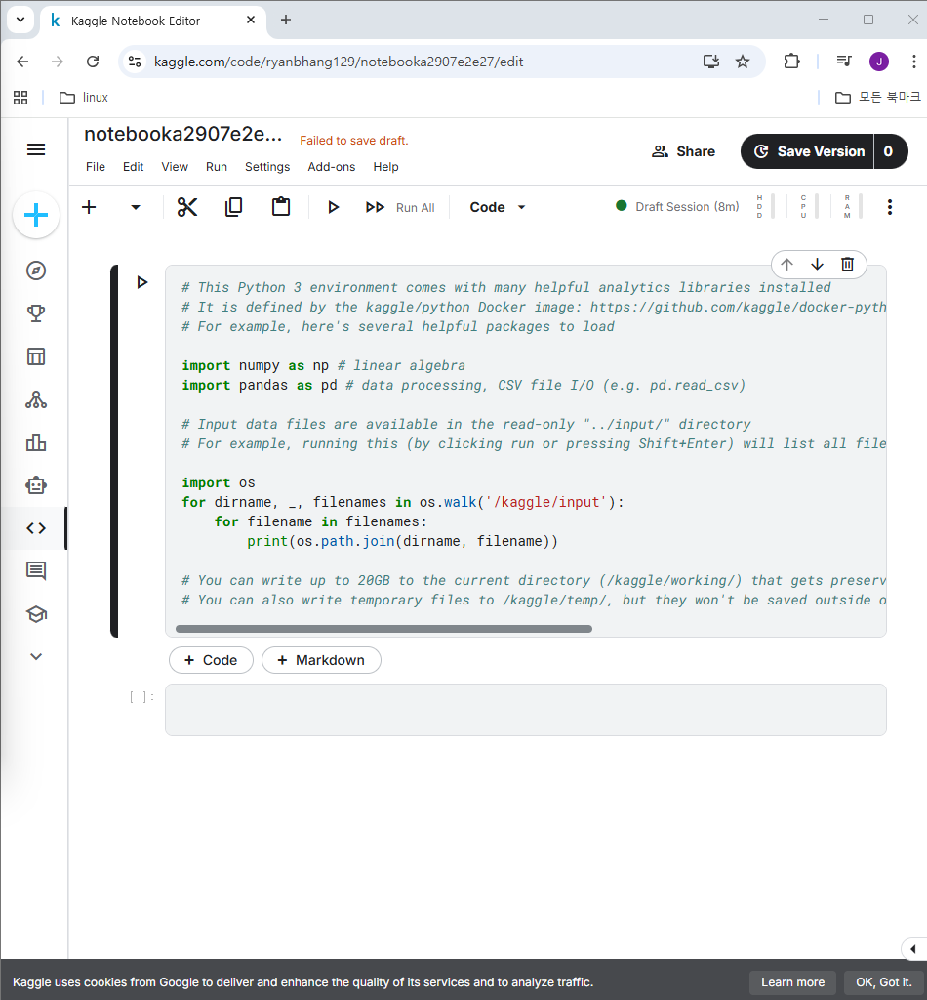 Kaggle Notebook Editor
kaggle.com/code/ryanbhang129/notebooka2907e2e27/edit
J
linux
모든 북마크
notebooka2907e2e...
Failed to save draft.
File Edit View Run Settings Add-ons Help
Share
Save Version 0
Run All
Code
Draft Session (8m)
HDD
CPU
RAM
# This Python 3 environment comes with many helpful analytics libraries installed
# It is defined by the kaggle/python Docker image: https://github.com/kaggle/docker-pyth
# For example, here's several helpful packages to load
import numpy as np # linear algebra
import pandas as pd # data processing, CSV file I/O (e.g. pd.read_csv)
# Input data files are available in the read-only "../input/" directory
# For example, running this (by clicking run or pressing Shift+Enter) will list all file
import os
for dirname, _, filenames in os.walk('/kaggle/input'):
    for filename in filenames:
        print(os.path.join(dirname, filename))
# You can write up to 20GB to the current directory (/kaggle/working/) that gets preserv
# You can also write temporary files to /kaggle/temp/, but they won't be saved outside o
+ Code + Markdown
[ ]:
Kaggle uses cookies from Google to deliver and enhance the quality of its services and to analyze traffic.
Learn more
OK, Got it.